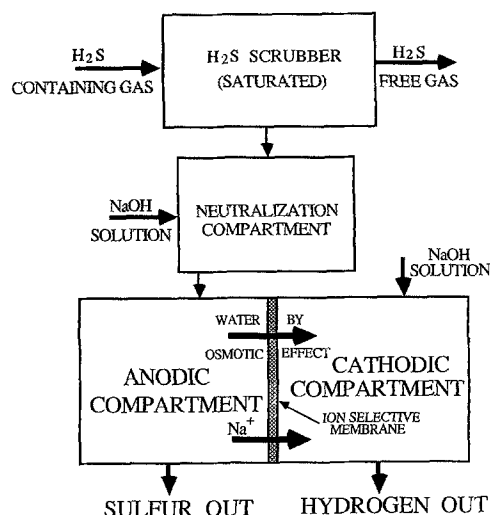 H2S
CONTAINING GAS
H2S SCRUBBER
(SATURATED)
H2S
FREE GAS
NaOH
SOLUTION
NEUTRALIZATION
COMPARTMENT
NaOH
SOLUTION
WATER BY
OSMOTIC EFFECT
ANODIC
COMPARTMENT
CATHODIC
COMPARTMENT
ION SELECTIVE
MEMBRANE
Na+
SULFUR OUT
HYDROGEN OUT